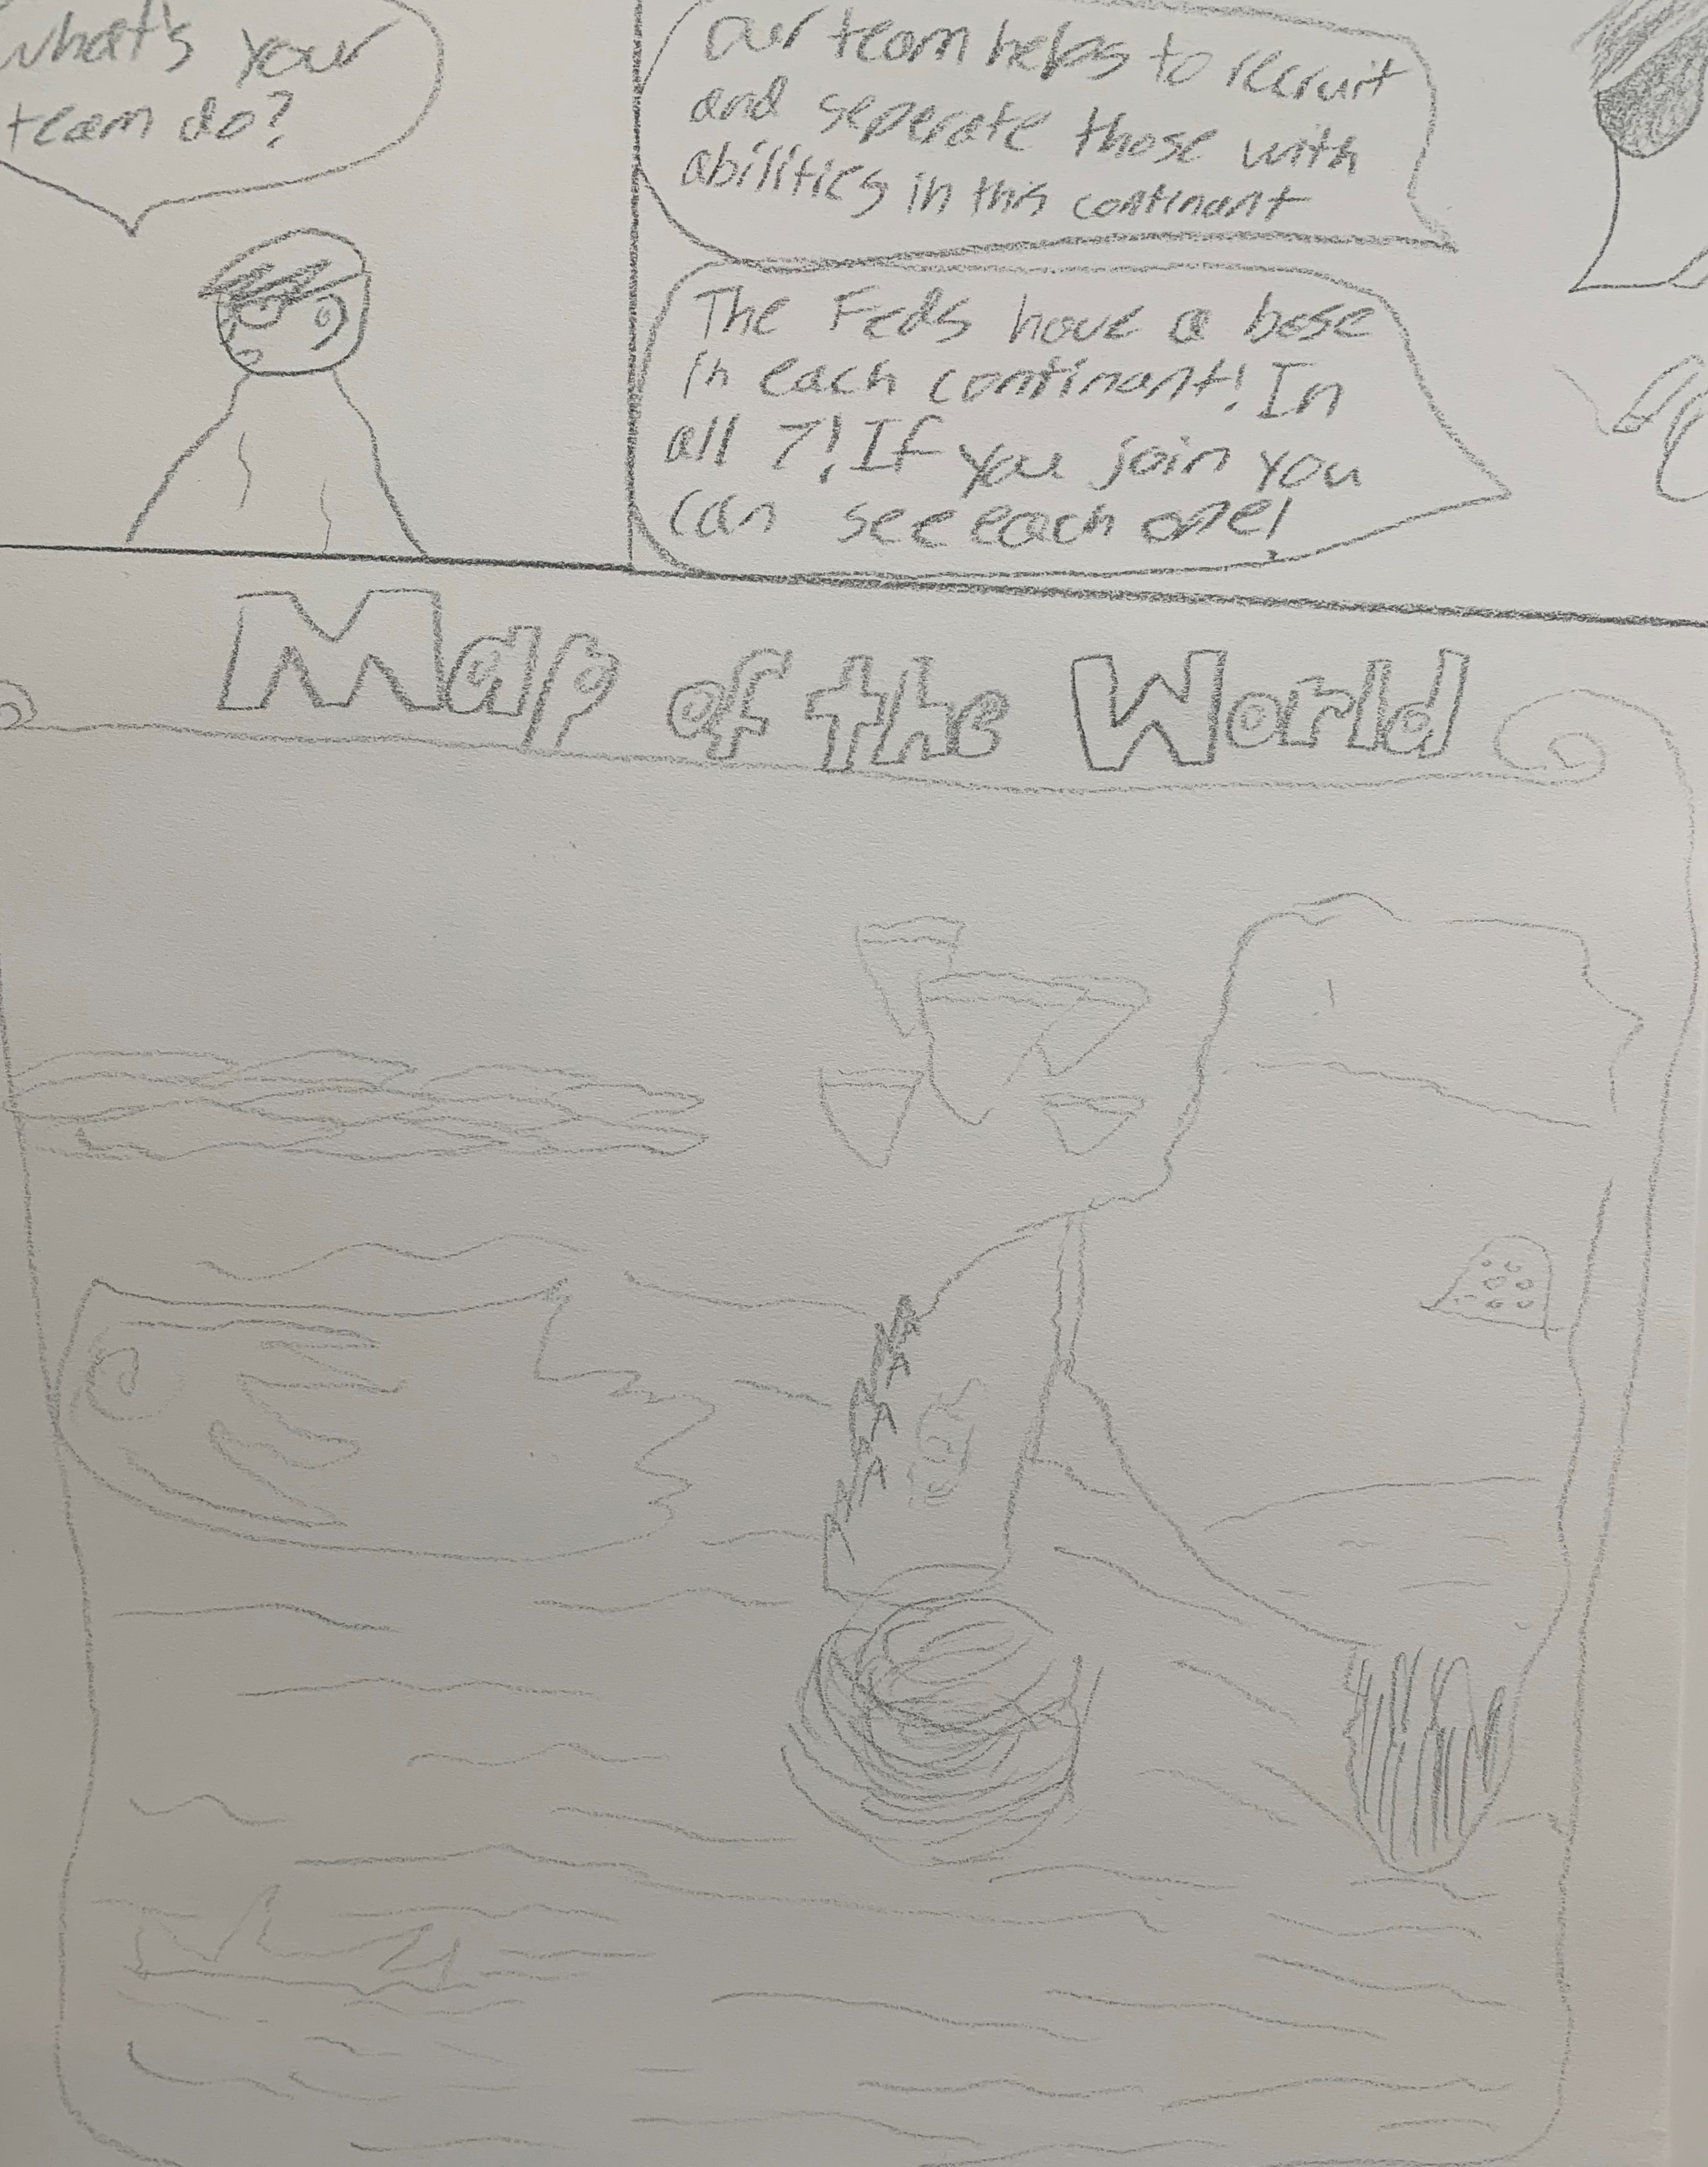 What's your
team do?
Our team helps to recruit
and seperate those with
abilities in this continant
The Feds have a base
in each continant! In
all 7! If you join you
can see each one!
Map of the World